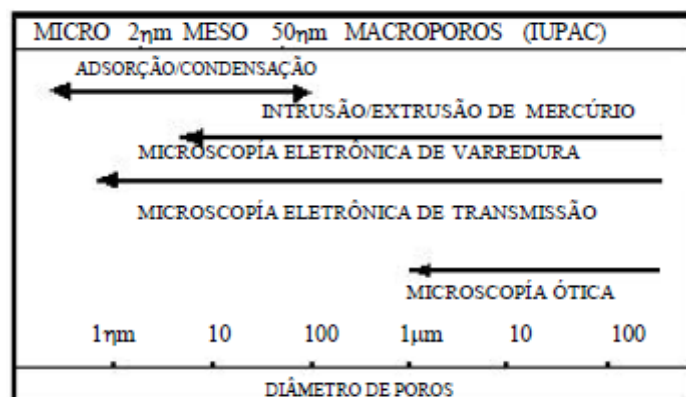 MICRO 2ηm MESO 50ηm MACROPOROS (IUPAC)
ADSORÇÃO/CONDENSAÇÃO
INTRUSÃO/EXTRUSÃO DE MERCÚRIO
MICROSCOPÍA ELETRÔNICA DE VARREDURA
MICROSCOPÍA ELETRÔNICA DE TRANSMISSÃO
MICROSCOPÍA ÓTICA
1ηm 10 100 1µm 10 100
DIÂMETRO DE POROS